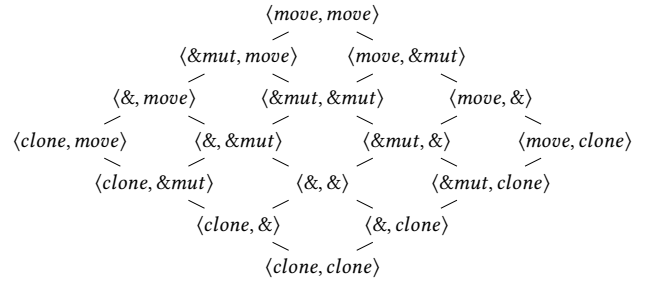 ⟨move, move⟩
⟨&mut, move⟩ ⟨move, &mut⟩
⟨&, move⟩ ⟨&mut, &mut⟩ ⟨move, &⟩
⟨clone, move⟩ ⟨&, &mut⟩ ⟨&mut, &⟩ ⟨move, clone⟩
⟨clone, &mut⟩ ⟨&, &⟩ ⟨&mut, clone⟩
⟨clone, &⟩ ⟨&, clone⟩
⟨clone, clone⟩